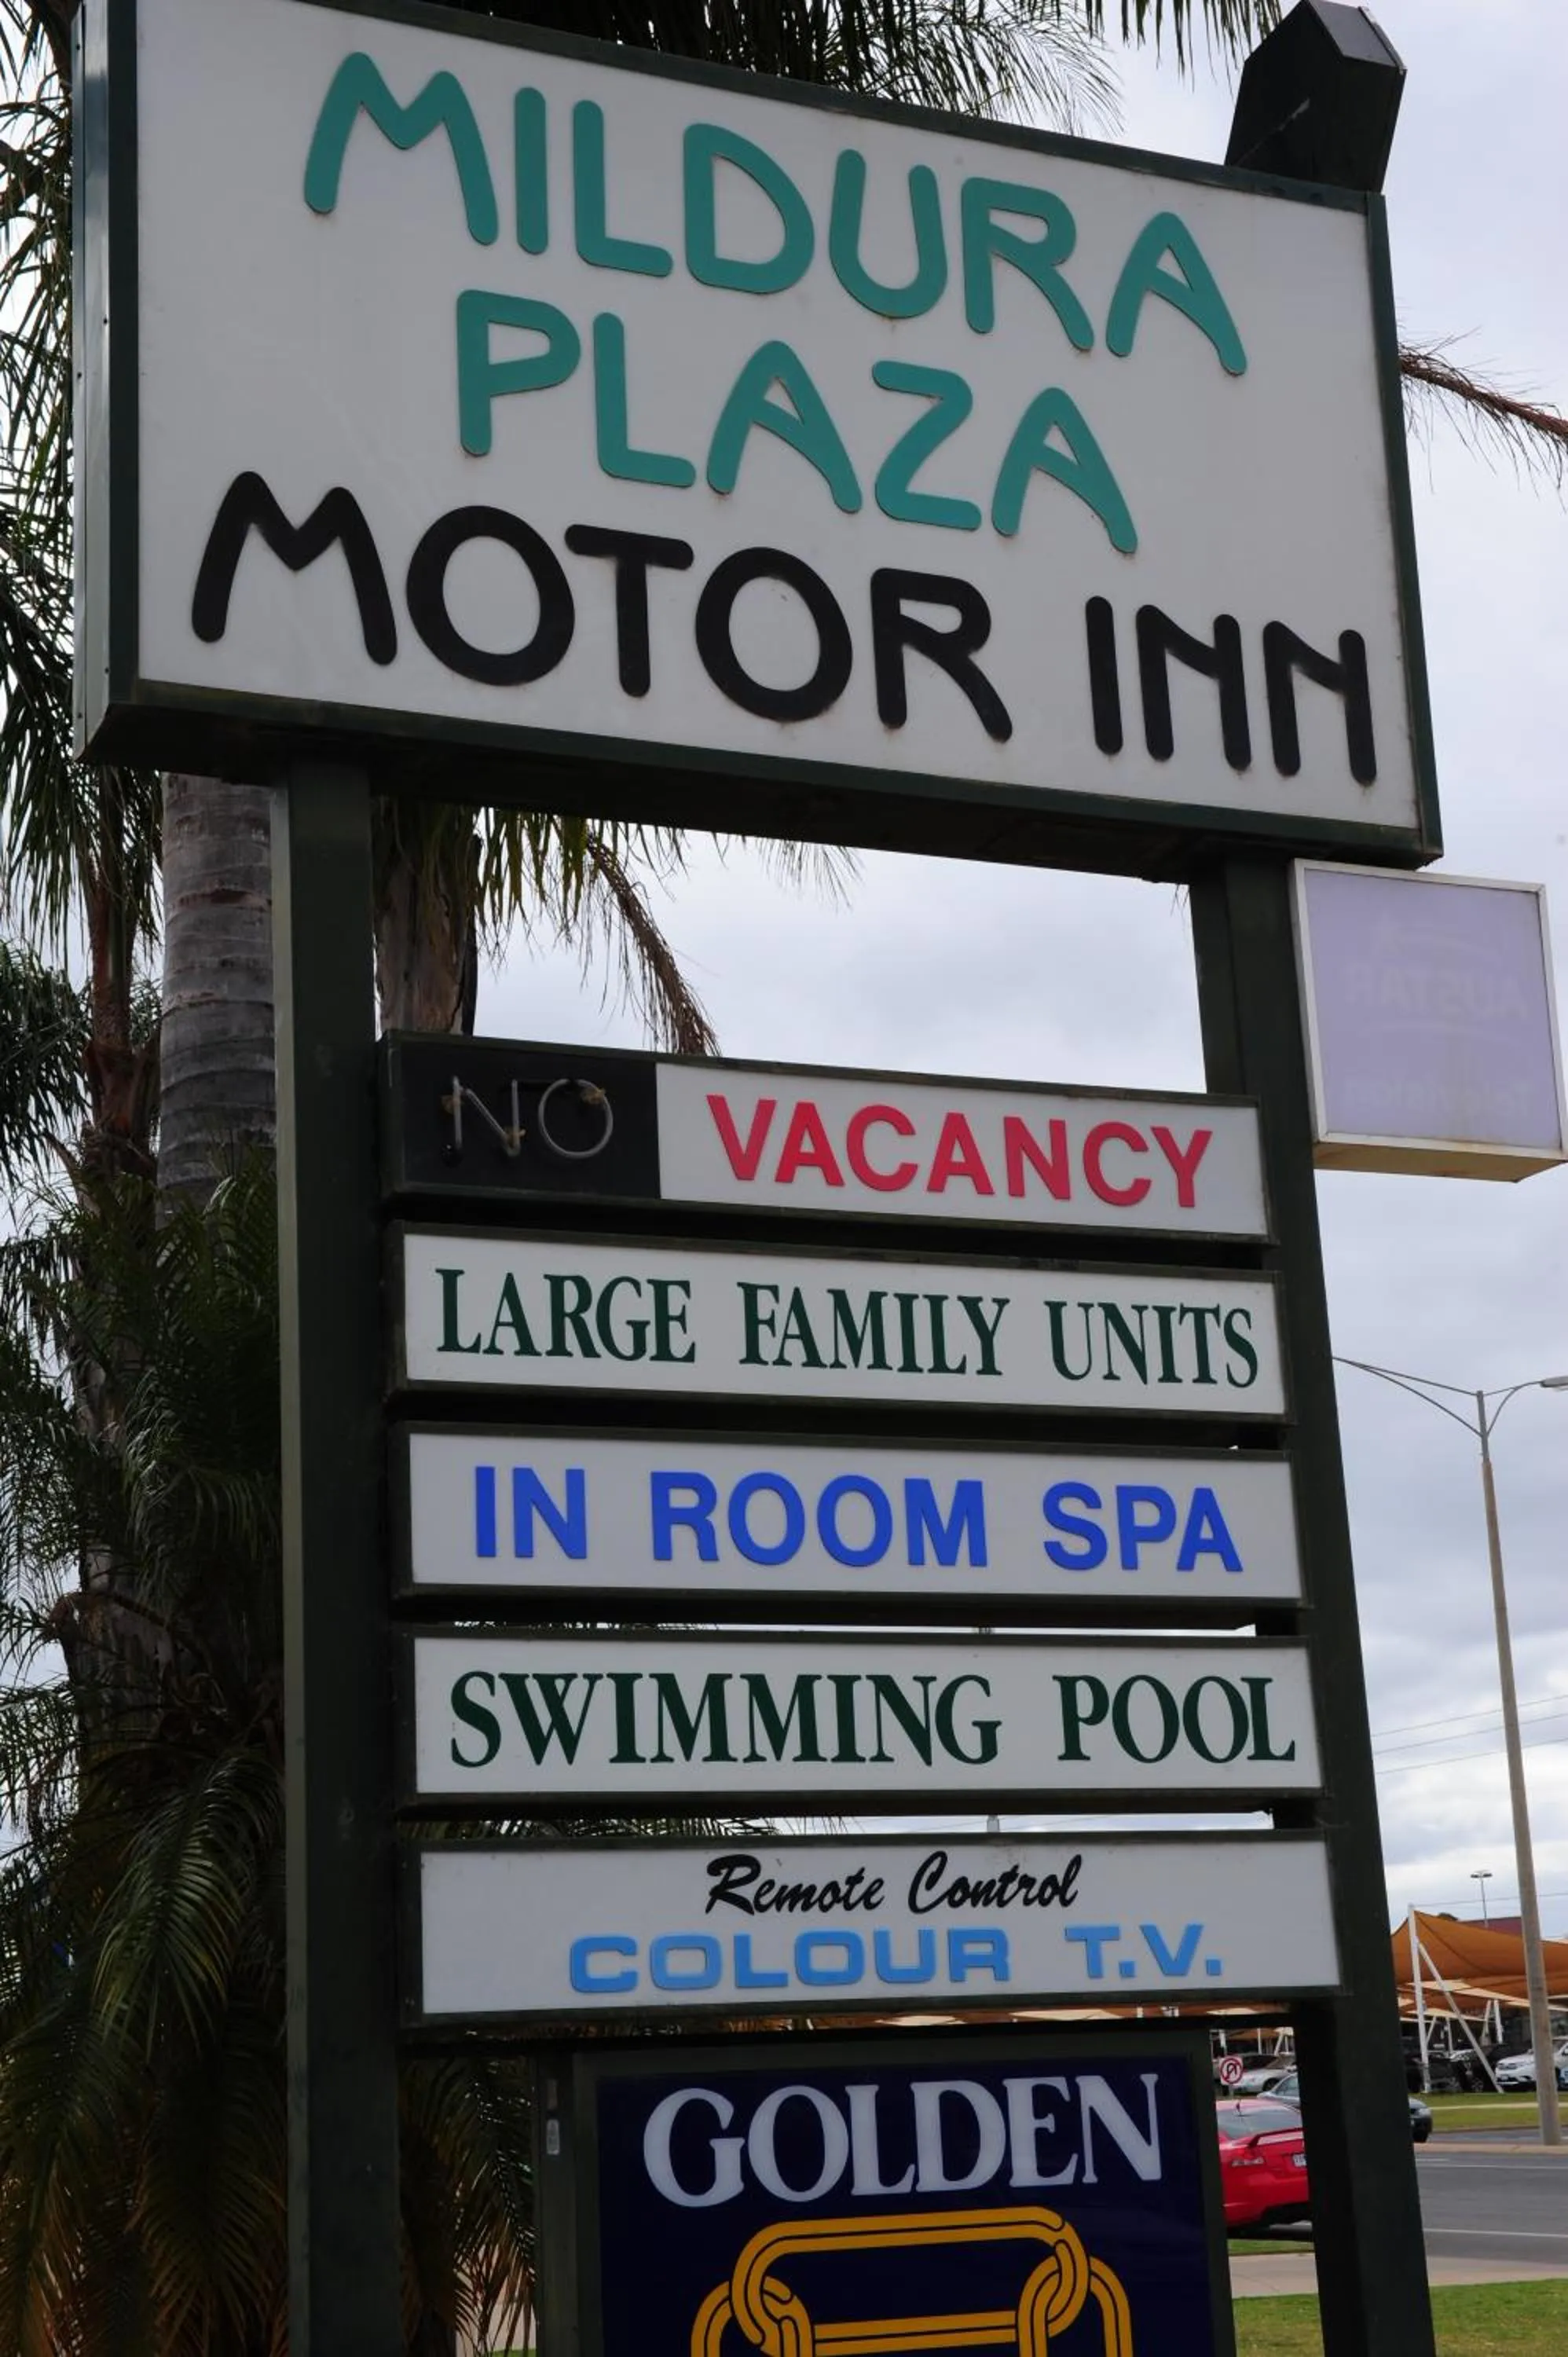 MILDURA
PLAZA
MOTOR INN
NO VACANCY
LARGE FAMILY UNITS
IN ROOM SPA
SWIMMING POOL
Remote Control
COLOUR T.V.
GOLDEN